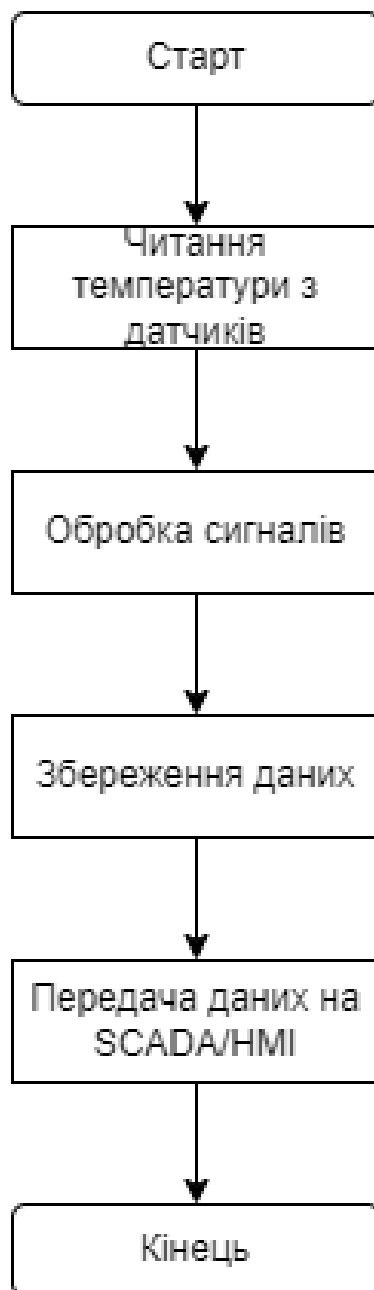 Старт
Читання
температури з
датчиків
Обробка сигналів
Збереження даних
Передача даних на
SCADA/HMI
Кінець